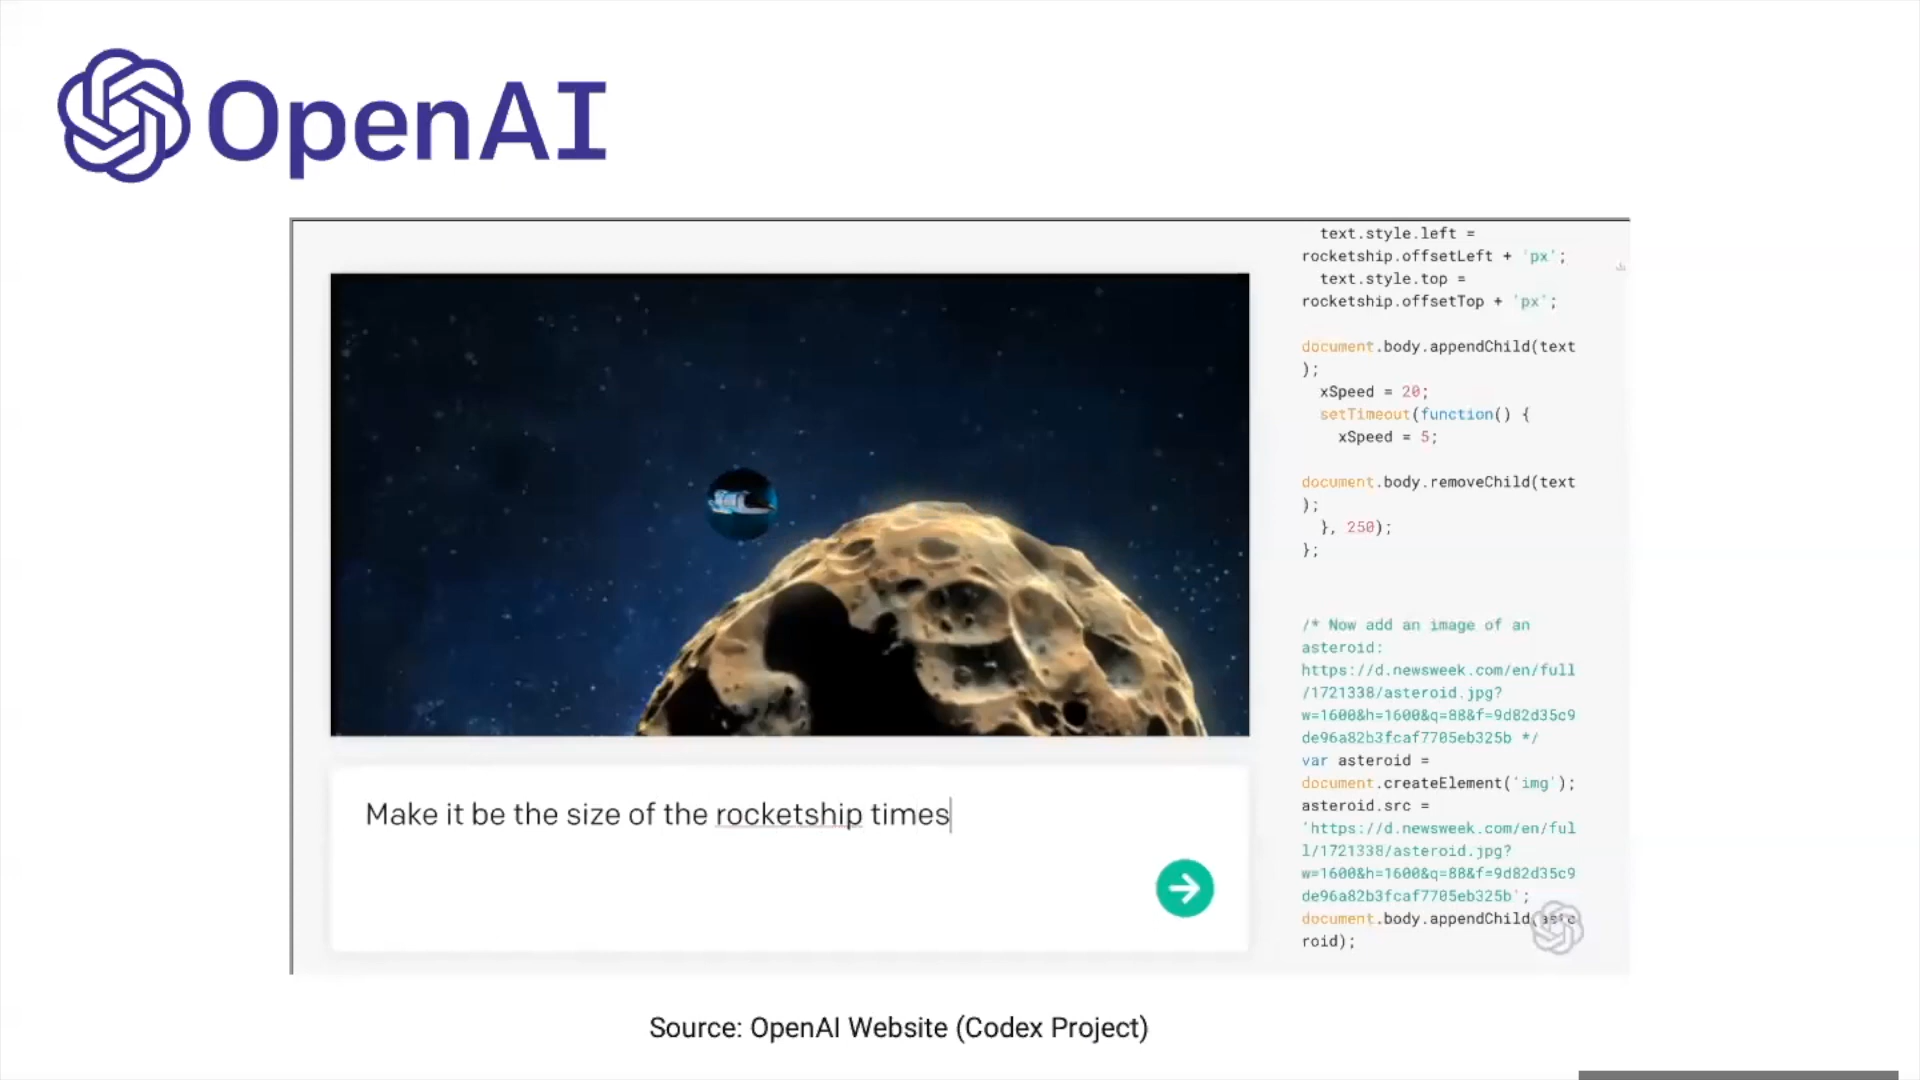 OpenAI
text.style.left =
rocketship.offsetLeft + 'px';
text.style.top =
rocketship.offsetTop + 'px';
document.body.appendChild(text
);
xSpeed = 20;
setTimeout(function() {
xSpeed = 5;
document.body.removeChild(text
);
}, 250);
};
/* Now add an image of an
asteroid:
https://d.newsweek.com/en/full
/1721338/asteroid.jpg?
w=1600&h=1600&q=88&f=9d82d35c9
de96a82b3fcaf7705eb325b */
var asteroid =
document.createElement('img');
asteroid.src =
'https://d.newsweek.com/en/ful
l/1721338/asteroid.jpg?
w=1600&h=1600&q=88&f=9d82d35c9
de96a82b3fcaf7705eb325b';
document.body.appendChild(aste
roid);
Make it be the size of the rocketship times
Source: OpenAI Website (Codex Project)